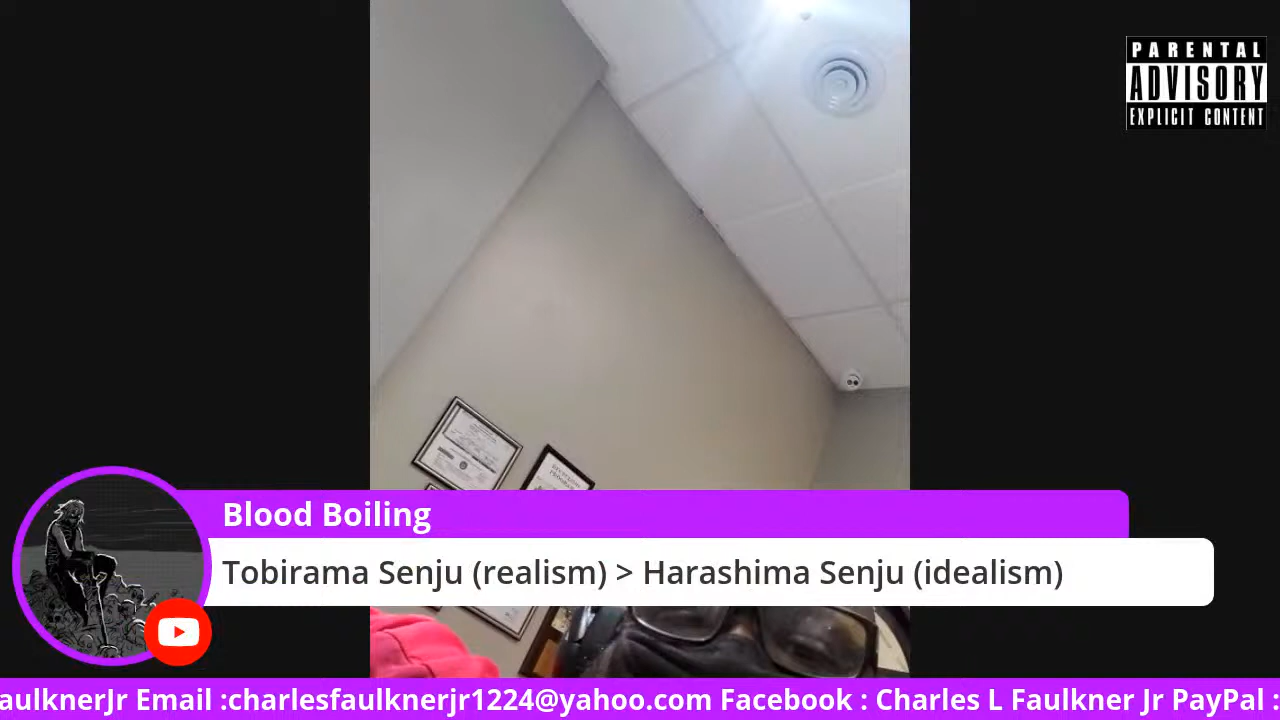 PARENTAL
ADVISORY
EXPLICIT CONTENT
Blood Boiling
Tobirama Senju (realism) > Harashima Senju (idealism)
aulknerJr Email :charlesfaulknerjr1224@yahoo.com Facebook : Charles L Faulkner Jr PayPal :